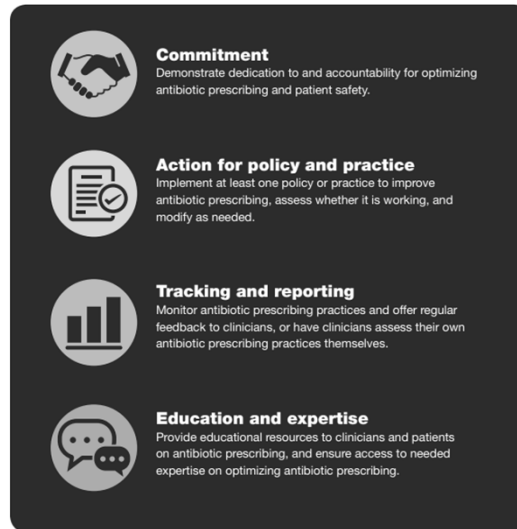 Commitment
Demonstrate dedication to and accountability for optimizing
antibiotic prescribing and patient safety.
Action for policy and practice
Implement at least one policy or practice to improve
antibiotic prescribing, assess whether it is working, and
modify as needed.
Tracking and reporting
Monitor antibiotic prescribing practices and offer regular
feedback to clinicians, or have clinicians assess their own
antibiotic prescribing practices themselves.
Education and expertise
Provide educational resources to clinicians and patients
on antibiotic prescribing, and ensure access to needed
expertise on optimizing antibiotic prescribing.